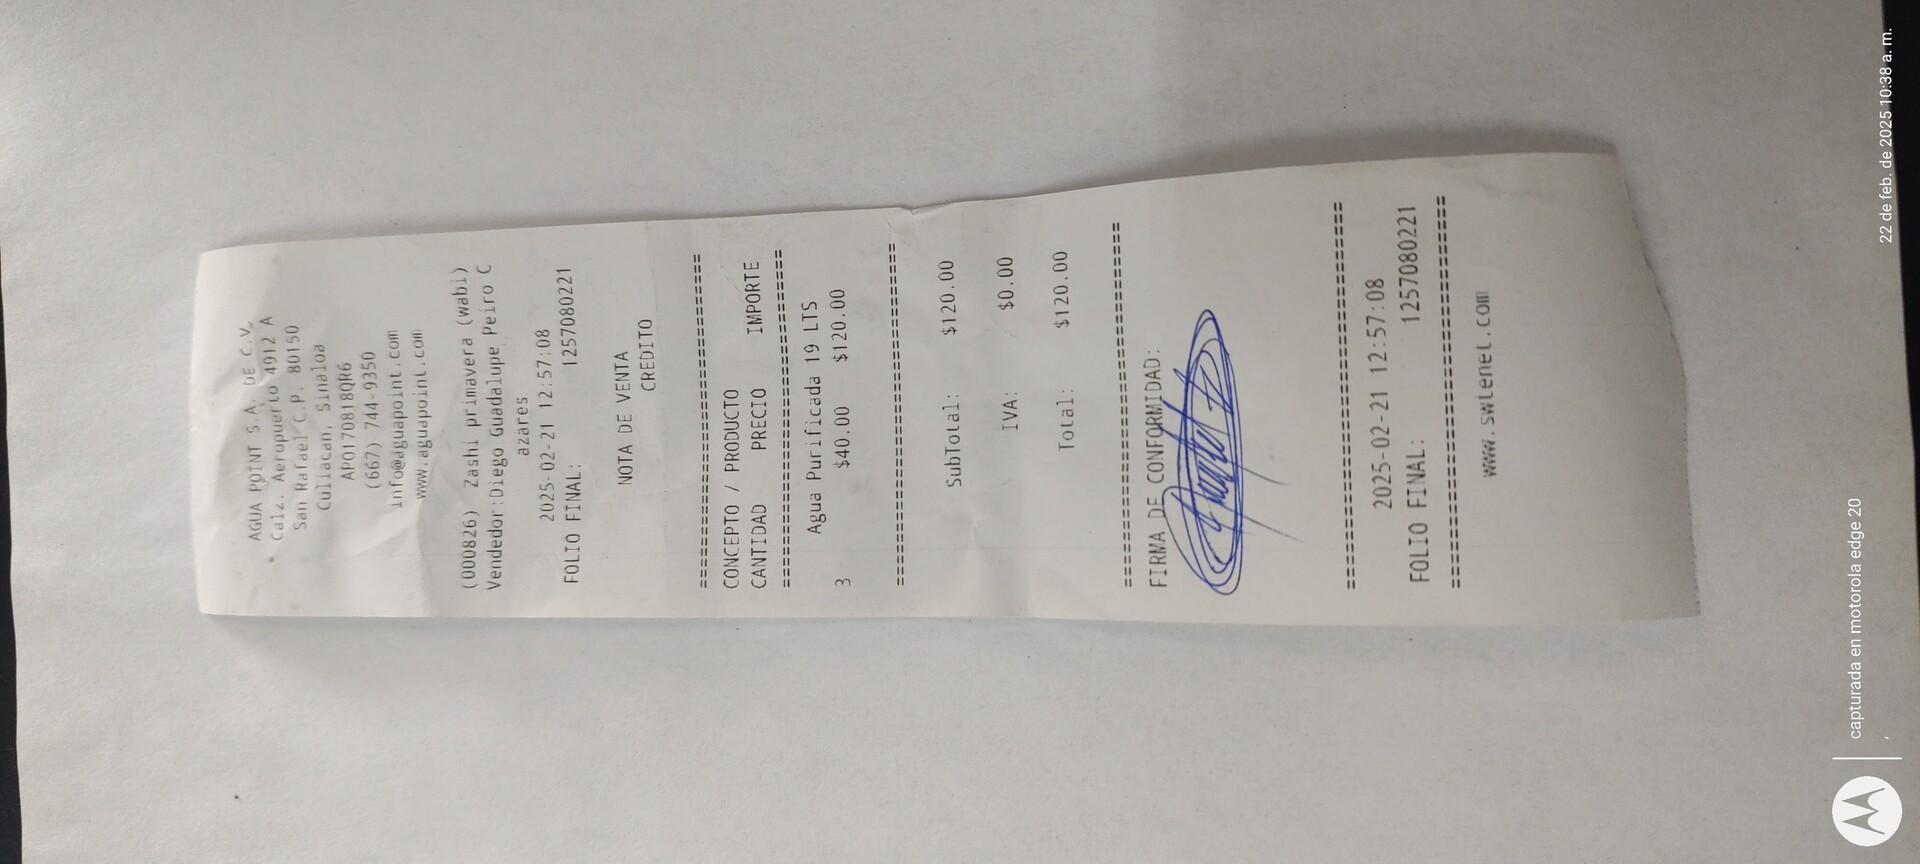 AGUA POINT S.A. DE C.V.
Calz. Aeropuerto 4912 A
San Rafael C.P. 80150
Culiacan, Sinaloa
APO170818QR6
(667) 744-9350
info@aguapoint.com
www.aguapoint.com
(000826) Zashi primavera (wabi)
Vendedor:Diego Guadalupe Peiro C
azares
2025-02-21 12:57:08
FOLIO FINAL: 1257080221
NOTA DE VENTA
CREDITO
================================
CONCEPTO / PRODUCTO
CANTIDAD PRECIO IMPORTE
================================
Agua Purificada 19 LTS
3 $40.00 $120.00
================================
SubTotal: $120.00
IVA: $0.00
Total: $120.00
================================
FIRMA DE CONFORMIDAD:
================================
2025-02-21 12:57:08
FOLIO FINAL: 1257080221
================================
www.swtenet.com
capturada en motorola edge 20
22 de feb. de 2025 10:38 a. m.